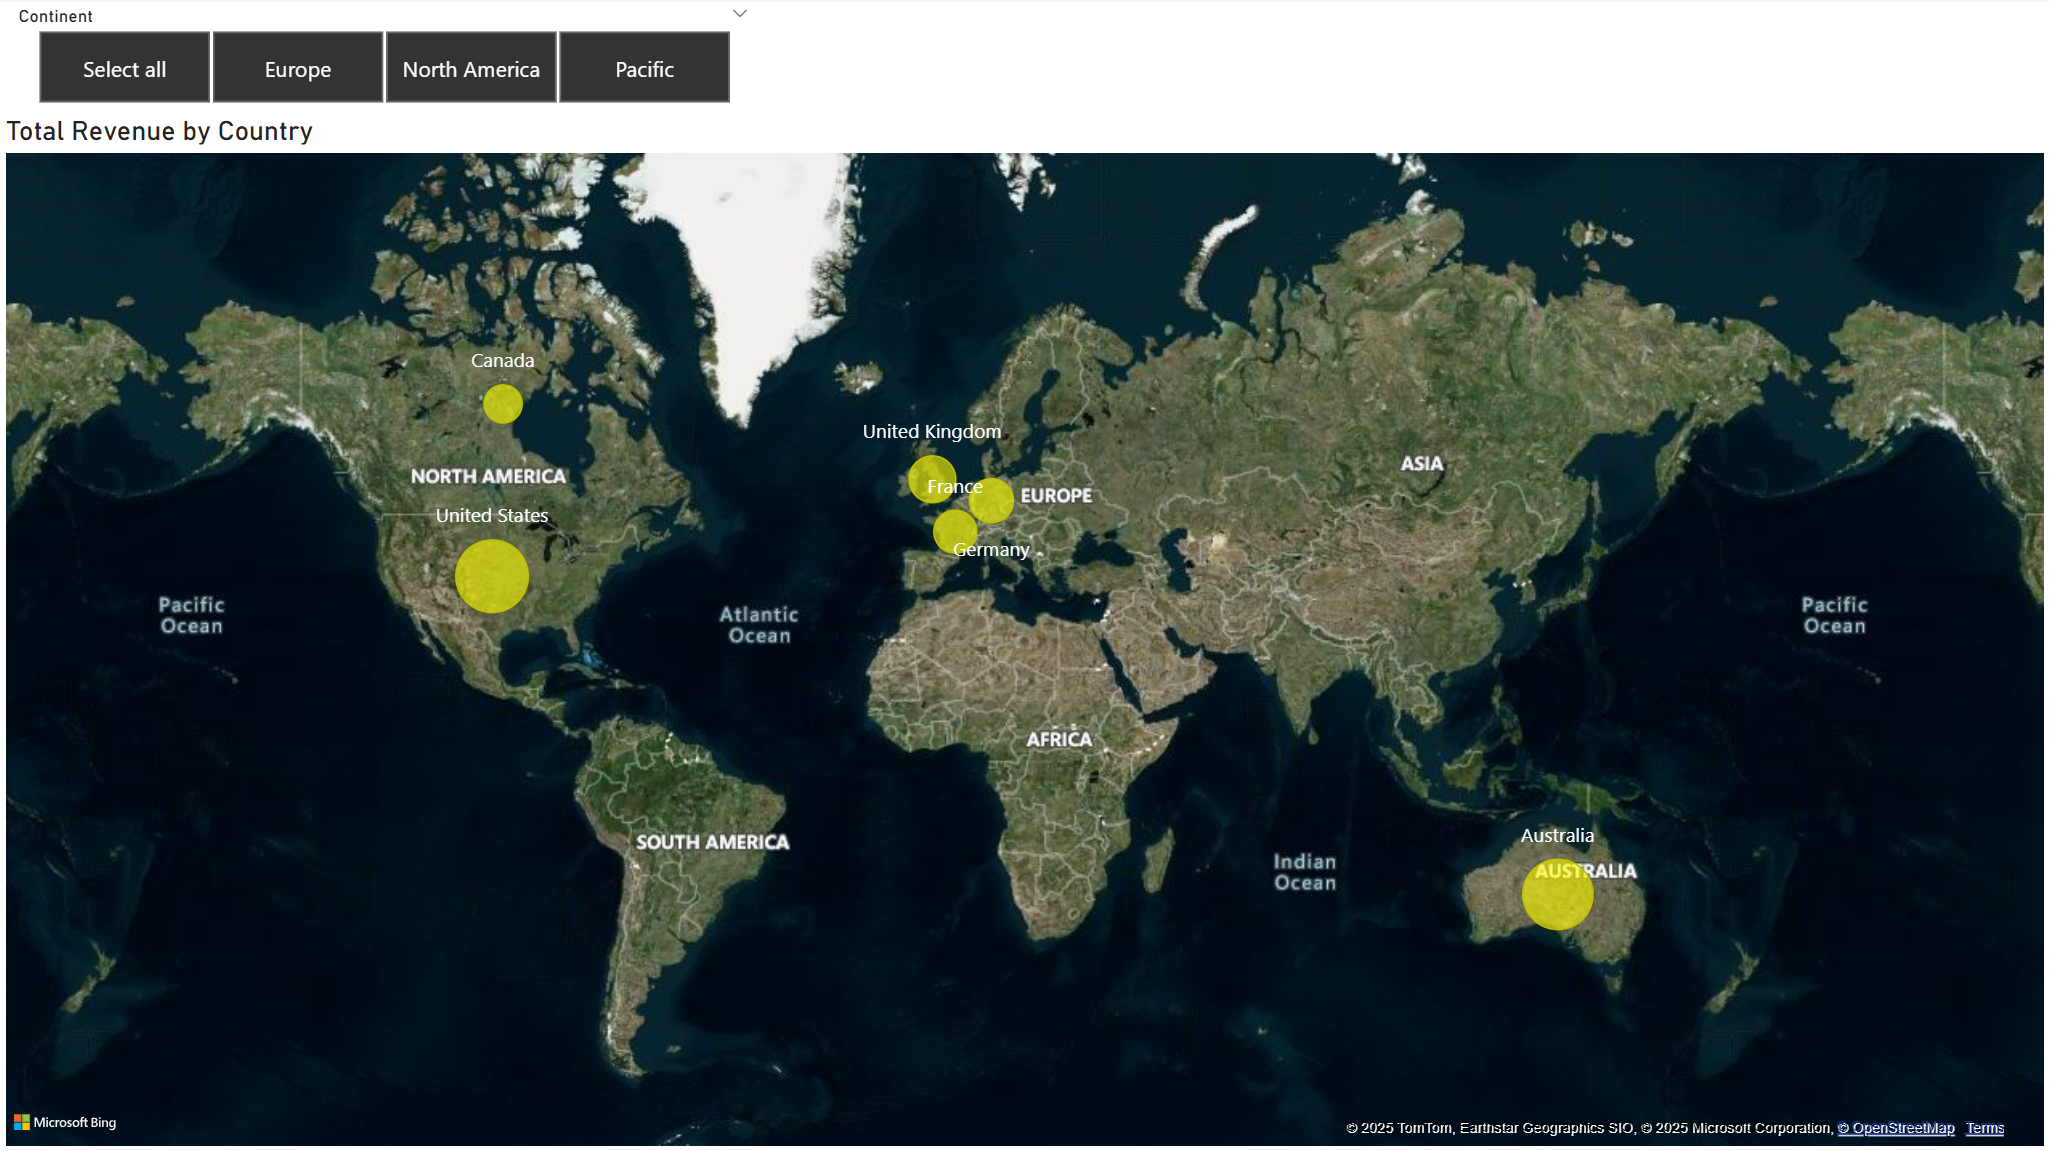 Continent
Select all
Europe
North America
Pacific
Total Revenue by Country
Canada
United Kingdom
NORTH AMERICA
ASIA
France
EUROPE
United States
Germany
Pacific
Ocean
Atlantic
Ocean
Pacific
Ocean
AFRICA
SOUTH AMERICA
Australia
AUSTRALIA
Indian
Ocean
Microsoft Bing
© 2025 TomTom, Earthstar Geographics SIO, © 2025 Microsoft Corporation, © OpenStreetMap Terms